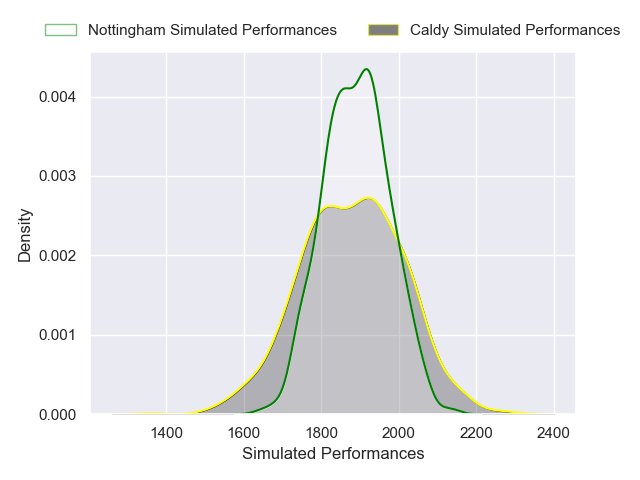 Nottingham Simulated Performances
Caldy Simulated Performances
0.004
0.003
0.002
0.001
0.000
Density
1400 1600 1800 2000 2200 2400
Simulated Performances